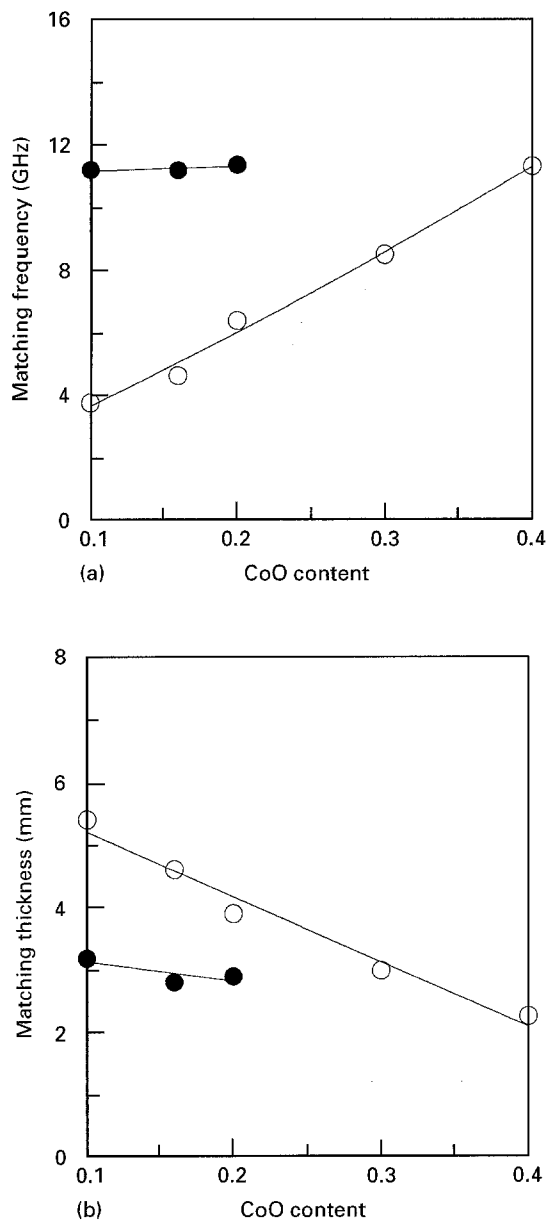 16
12
8
4
0
Matching frequency (GHz)
0.1 0.2 0.3 0.4
(a) CoO content
8
6
4
2
0
Matching thickness (mm)
0.1 0.2 0.3 0.4
(b) CoO content